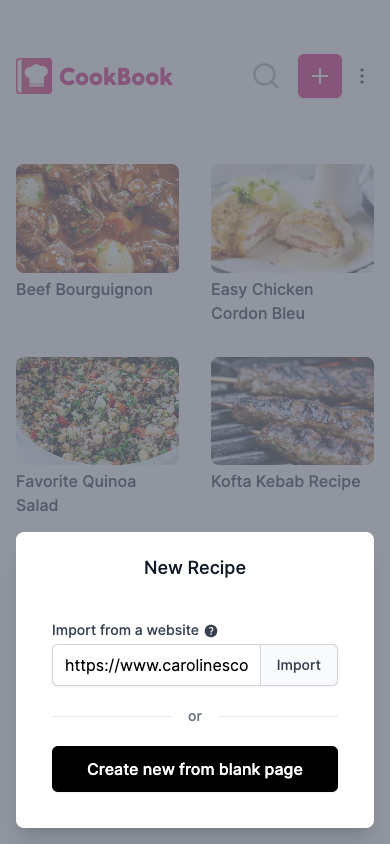 CookBook
Beef Bourguignon
Easy Chicken
Cordon Bleu
Favorite Quinoa
Salad
Kofta Kebab Recipe
New Recipe
Import from a website ?
https://www.carolinesco
Import
or
Create new from blank page